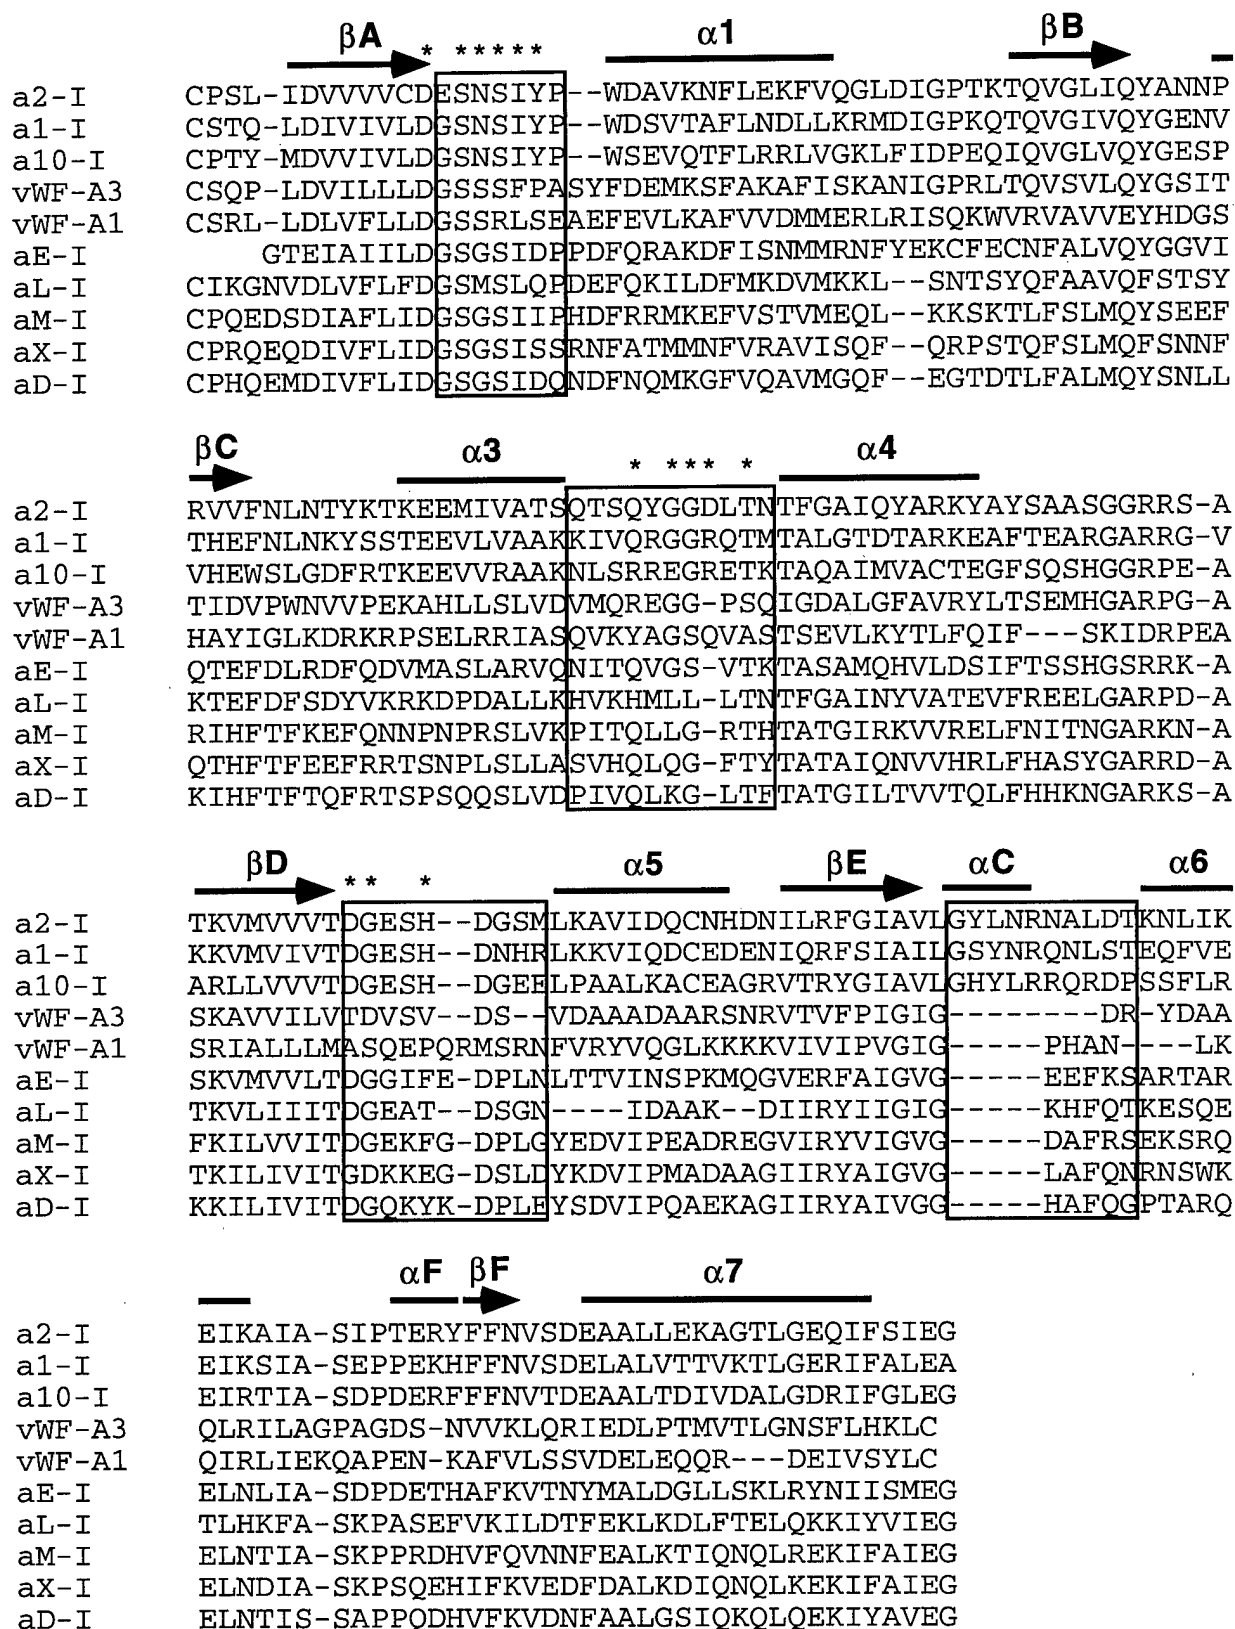 βA * ***** α1 βB
a2-I CPSL-IDVVVVCDESNSIYP--WDAVKNFLEKFVQGLDIGPTKTQVGLIQYANNP
a1-I CSTQ-LDIVIVLDGSNSIYP--WDSVTAFLNDLLKRMDIGPKQTQVGIVQYGENV
a10-I CPTY-MDVVIVLDGSNSIYP--WSEVQTFLRRLVGKLFIDPEQIQVGLVQYGESP
vWF-A3 CSQP-LDVILLLDGSSSFPASYFDEMKSFAKAFISKANIGPRLTQVSVLQYGSIT
vWF-A1 CSRL-LDLVFLLDGSSRLSEAEFEVLKAFVVDMMERLRISQKWVRVAVVEYHDGS
aE-I GTEIAIILDGSGSIDPPDFQRAKDFISNMMRNFYEKCFECNFALVQYGGVI
aL-I CIKGNVDLVFLFDGSMSLQPDEFQKILDFMKDVMKKL--SNTSYQFAAVQFSTSY
aM-I CPQEDSDIAFLIDGSGSIIPHDFRRMKEFVSTVMEQL--KKSKTLFSLMQYSEEF
aX-I CPRQEQDIVFLIDGSGSISSRNFATMMNFVRAVISQF--QRPSTQFSLMQFSNNF
aD-I CPHQEMDIVFLIDGSGSIDQNDFNQMKGFVQAVMGQF--EGTDTLFALMQYSNLL
βC α3 * *** * α4
a2-I RVVFNLNTYKTKEEMIVATSQTSQYGGDLTNTFGAIQYARKYAYSAASGGRRS-A
a1-I THEFNLNKYSSTEEVLVAAKKIVQRGGRQTMTALGTDTARKEAFTEARGARRG-V
a10-I VHEWSLGDFRTKEEVVRAAKNLSRREGRETKTAQAIMVACTEGFSQSHGGRPE-A
vWF-A3 TIDVPWNVVPEKAHLLSLVDVMQREGG-PSQIGDALGFAVRYLTSEMHGARPG-A
vWF-A1 HAYIGLKDRKRPSELRRIASQVKYAGSQVASTSEVLKYTLFQIF---SKIDRPEA
aE-I QTEFDLRDFQDVMASLARVQNITQVGS-VTKTASAMQHVLDSIFTSSHGSRRK-A
aL-I KTEFDFSDYVKRKDPDALLKHVKHMLL-LTNTFGAINYVATEVFREELGARPD-A
aM-I RIHFTFKEFQNNPNPRSLVKPITQLLG-RTHTATGIRKVVRELFNITNGARKN-A
aX-I QTHFTFEEFRRTSNPLSLLASVHQLQG-FTYTATAIQNVVHRLFHASYGARRD-A
aD-I KIHFTFTQFRTSPSQQSLVDPIVQLKG-LTFTATGILTVVTQLFHHKNGARKS-A
βD ** * α5 βE αC α6
a2-I TKVMVVVTDGESH--DGSMLKAVIDQCNHDNILRFGIAVLGYLNRNALDTKNLIK
a1-I KKVMVIVTDGESH--DNHRLKKVIQDCEDENIQRFSIAILGSYNRQNLSTEQFVE
a10-I ARLLVVVTDGESH--DGEELPAALKACEAGRVTRYGIAVLGHYLRRQRDPSSFLR
vWF-A3 SKAVVILVTDVSV--DS--VDAAADAARSNRVTVFPIGIG---------DR-YDAA
vWF-A1 SRIALLLMASQEPQRMSRNFVRYVQGLKKKKVIVIPVGIG-----PHAN----LK
aE-I SKVMVVLTDGGIFE-DPLNLTTVINSPKMQGVERFAIGVG-----EEFKSARTAR
aL-I TKVLIIITDGEAT--DSGN----IDAAK--DIIRYIIGIG-----KHFQTKESQE
aM-I FKILVVITDGEKFG-DPLGYEDVIPEADREGVIRYVIGVG-----DAFRSEKSRQ
aX-I TKILIVITGDKKEG-DSLDYKDVIPMADAAGIIRYAIGVG-----LAFQNRNSWK
aD-I KKILIVITDGQKYK-DPLEYSDVIPQAEKAGIIRYAIVGG-----HAFQGPTARQ
αF βF α7
a2-I EIKAIA-SIPTERYFFNVSDEAALLEKAGTLGEQIFSIEG
a1-I EIKSIA-SEPPEKHFFNVSDELALVTTVKTLGERIFALEA
a10-I EIRTIA-SDPDERFFFNVTDEAALTDIVDALGDRIFGLEG
vWF-A3 QLRILAGPAGDS-NVVKLQRIEDLPTMVTLGNSFLHKLC
vWF-A1 QIRLIEKQAPEN-KAFVLSSVDELEQQR---DEIVSYLC
aE-I ELNLIA-SDPDETHAFKVTNYMALDGLLSKLRYNIISMEG
aL-I TLHKFA-SKPASEFVKILDTFEKLKDLFTELQKKIYVIEG
aM-I ELNTIA-SKPPRDHVFQVNNFEALKTIQNQLREKIFAIEG
aX-I ELNDIA-SKPSQEHIFKVEDFDALKDIQNQLKEKIFAIEG
aD-I ELNTIS-SAPPQDHVFKVDNFAALGSIQKQLQEKIYAVEG